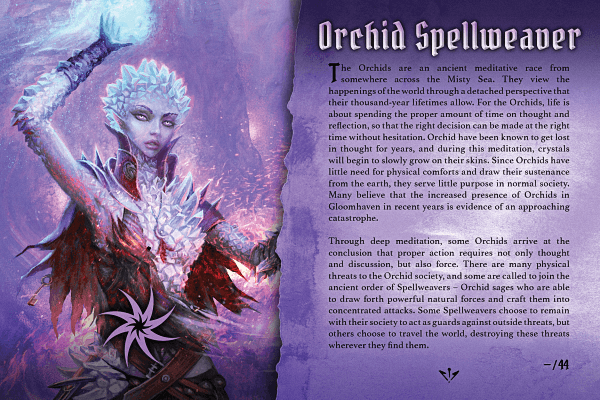 Orchid Spellweaver
The Orchids are an ancient meditative race from
somewhere across the Misty Sea. They view the
happenings of the world through a detached perspective that
their thousand-year lifetimes allow. For the Orchids, life is
about spending the proper amount of time on thought and
reflection, so that the right decision can be made at the right
time without hesitation. Orchid have been known to get lost
in thought for years, and during this meditation, crystals
will begin to slowly grow on their skins. Since Orchids have
little need for physical comforts and draw their sustenance
from the earth, they serve little purpose in normal society.
Many believe that the increased presence of Orchids in
Gloomhaven in recent years is evidence of an approaching
catastrophe.
Through deep meditation, some Orchids arrive at the
conclusion that proper action requires not only thought
and discussion, but also force. There are many physical
threats to the Orchid society, and some are called to join the
ancient order of Spellweavers – Orchid sages who are able
to draw forth powerful natural forces and craft them into
concentrated attacks. Some Spellweavers choose to remain
with their society to act as guards against outside threats, but
others choose to travel the world, destroying these threats
wherever they find them.
–/44